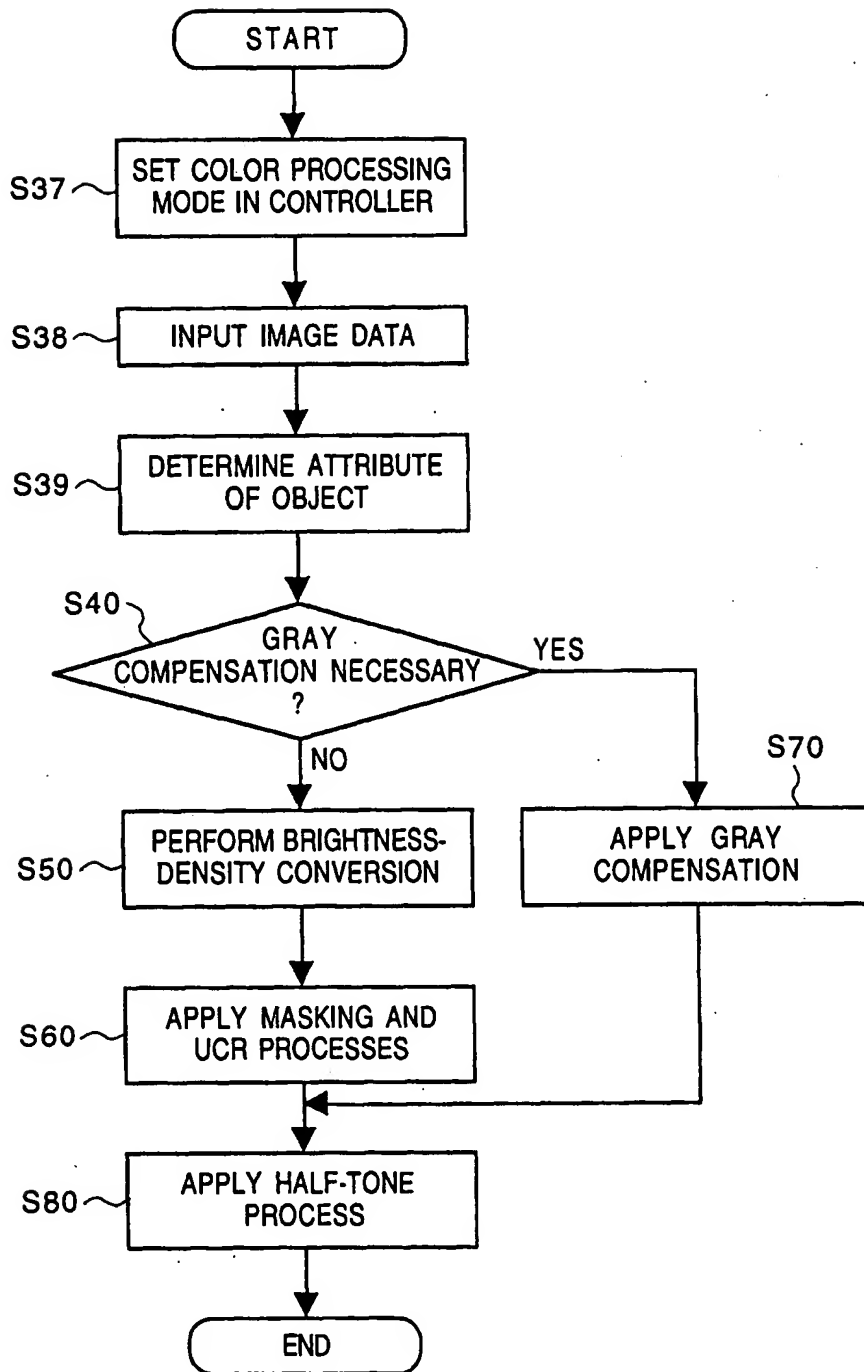 START
S37
SET COLOR PROCESSING
MODE IN CONTROLLER
S38
INPUT IMAGE DATA
S39
DETERMINE ATTRIBUTE
OF OBJECT
S40
GRAY
COMPENSATION NECESSARY
?
YES
NO
S70
APPLY GRAY
COMPENSATION
S50
PERFORM BRIGHTNESS-
DENSITY CONVERSION
S60
APPLY MASKING AND
UCR PROCESSES
S80
APPLY HALF-TONE
PROCESS
END